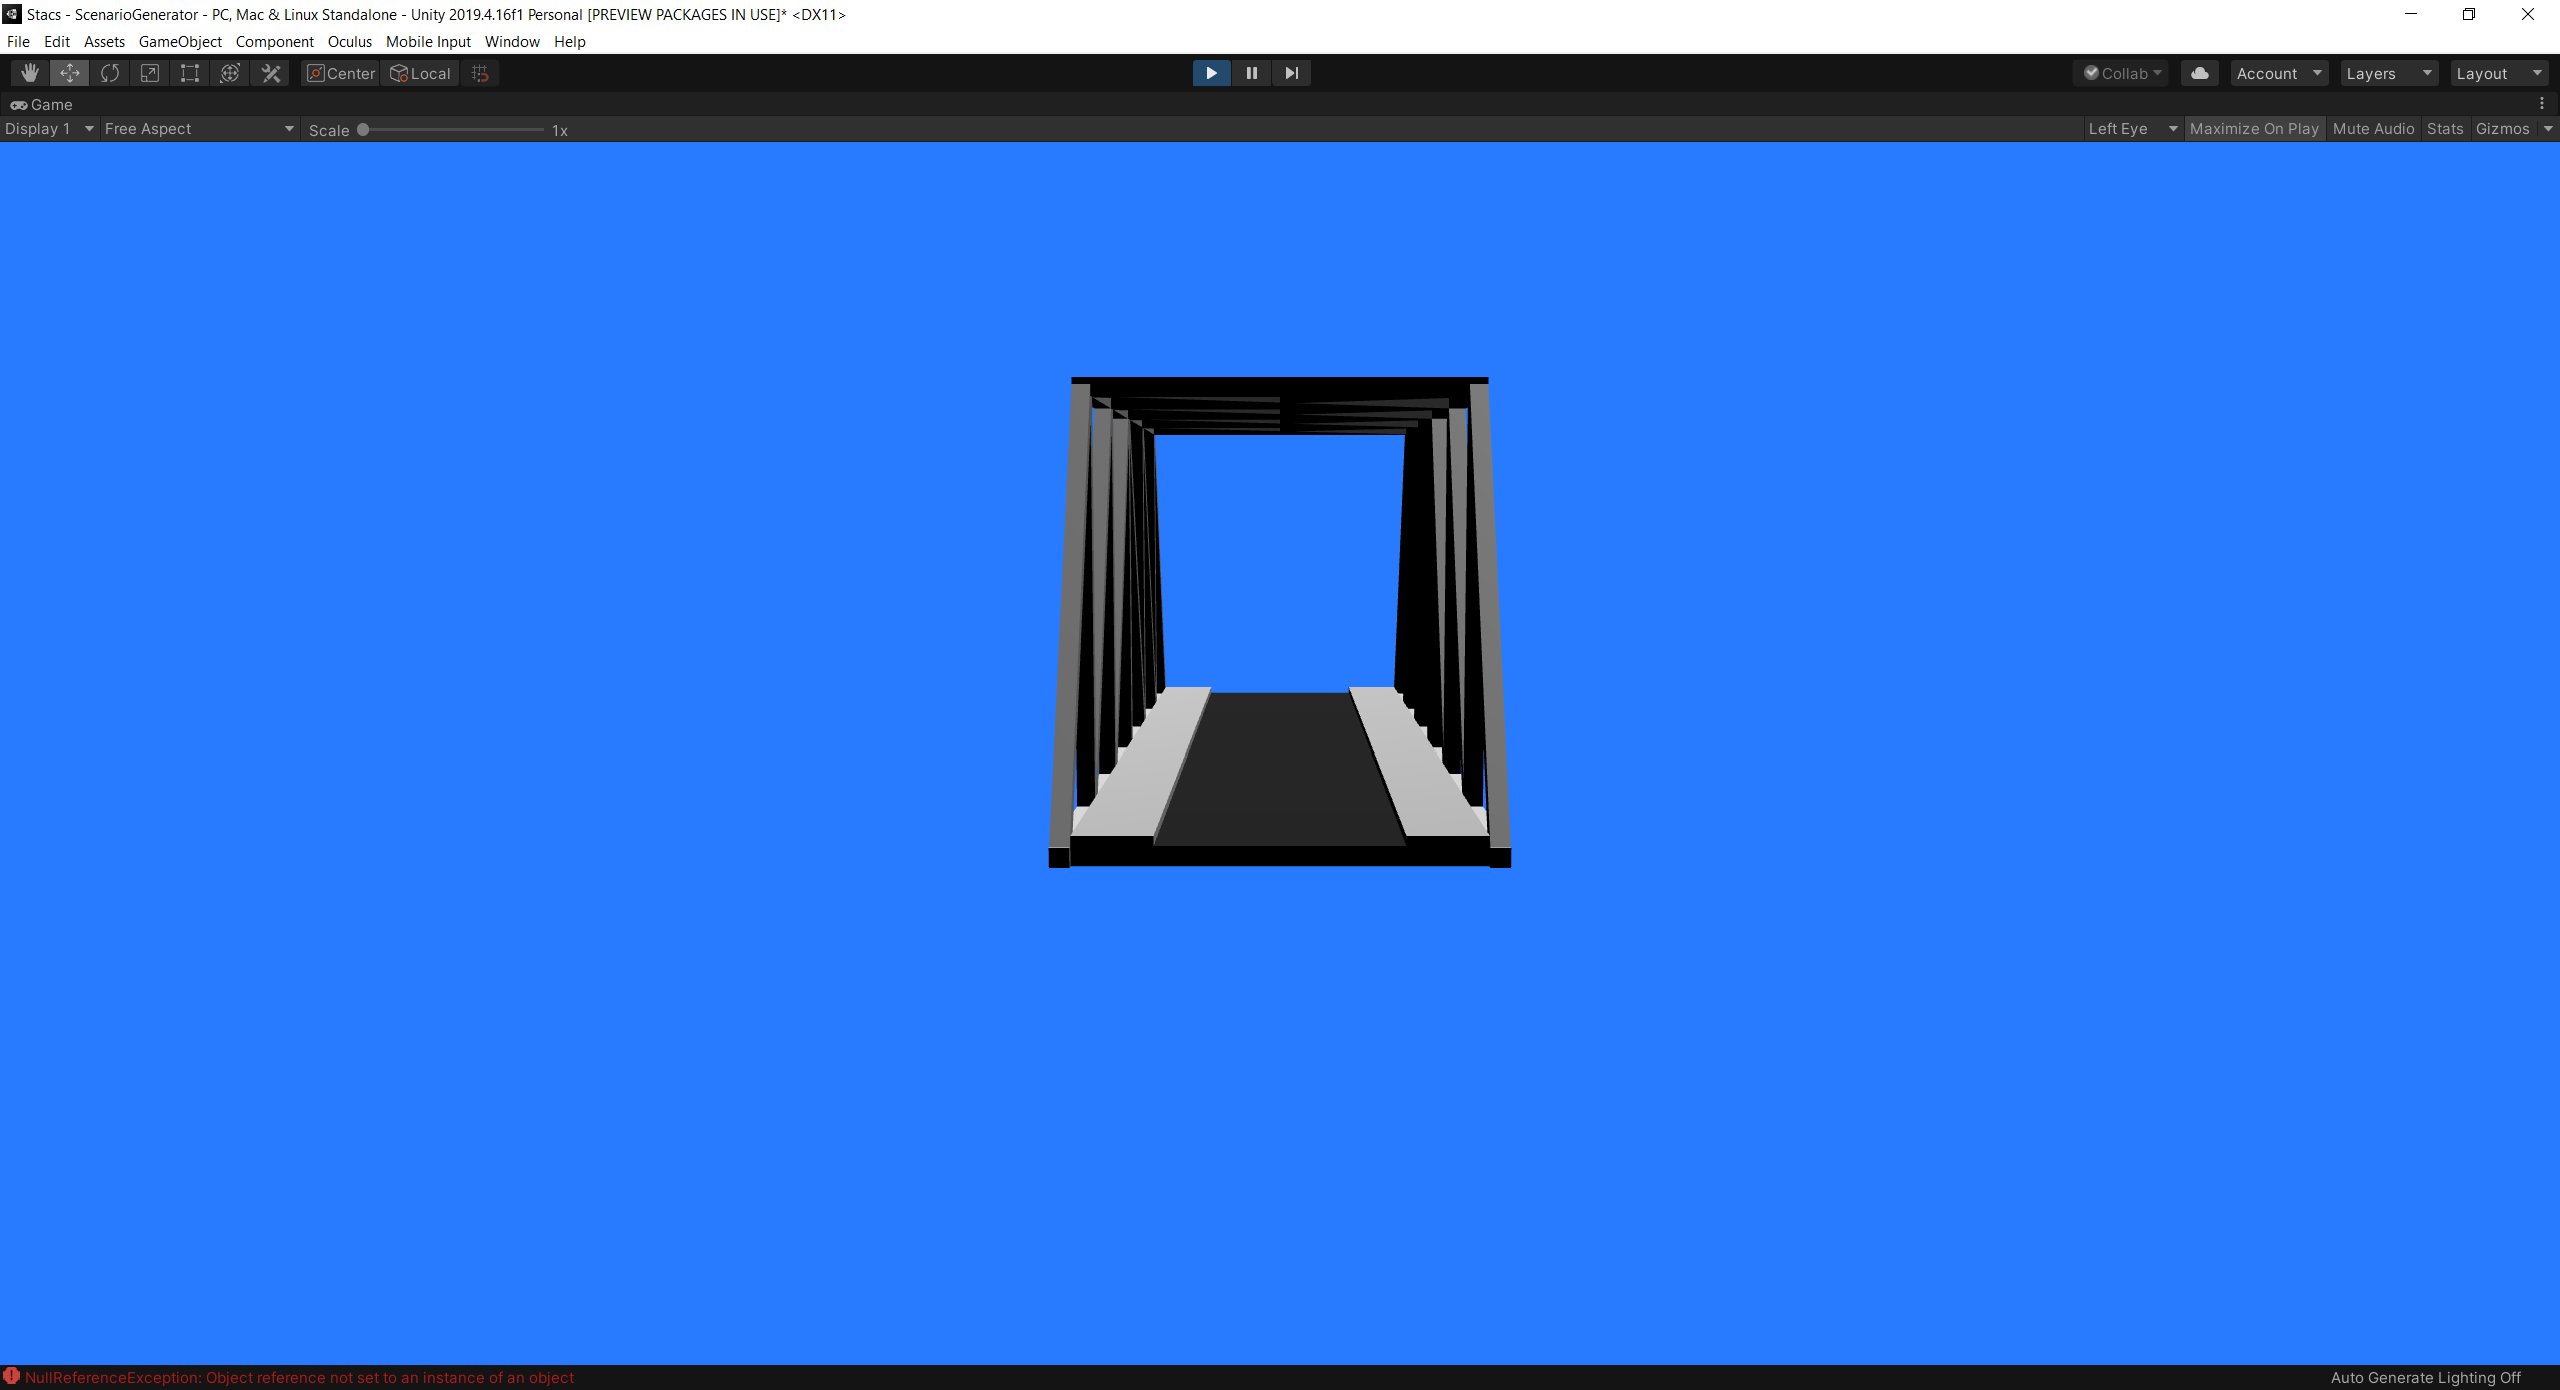 Stacs - ScenarioGenerator - PC, Mac & Linux Standalone - Unity 2019.4.16f1 Personal [PREVIEW PACKAGES IN USE]* <DX11>
File Edit Assets GameObject Component Oculus Mobile Input Window Help
Center Local Collab Account Layers Layout
Game
Display 1 Free Aspect Scale 1x Left Eye Maximize On Play Mute Audio Stats Gizmos
NullReferenceException: Object reference not set to an instance of an object Auto Generate Lighting Off